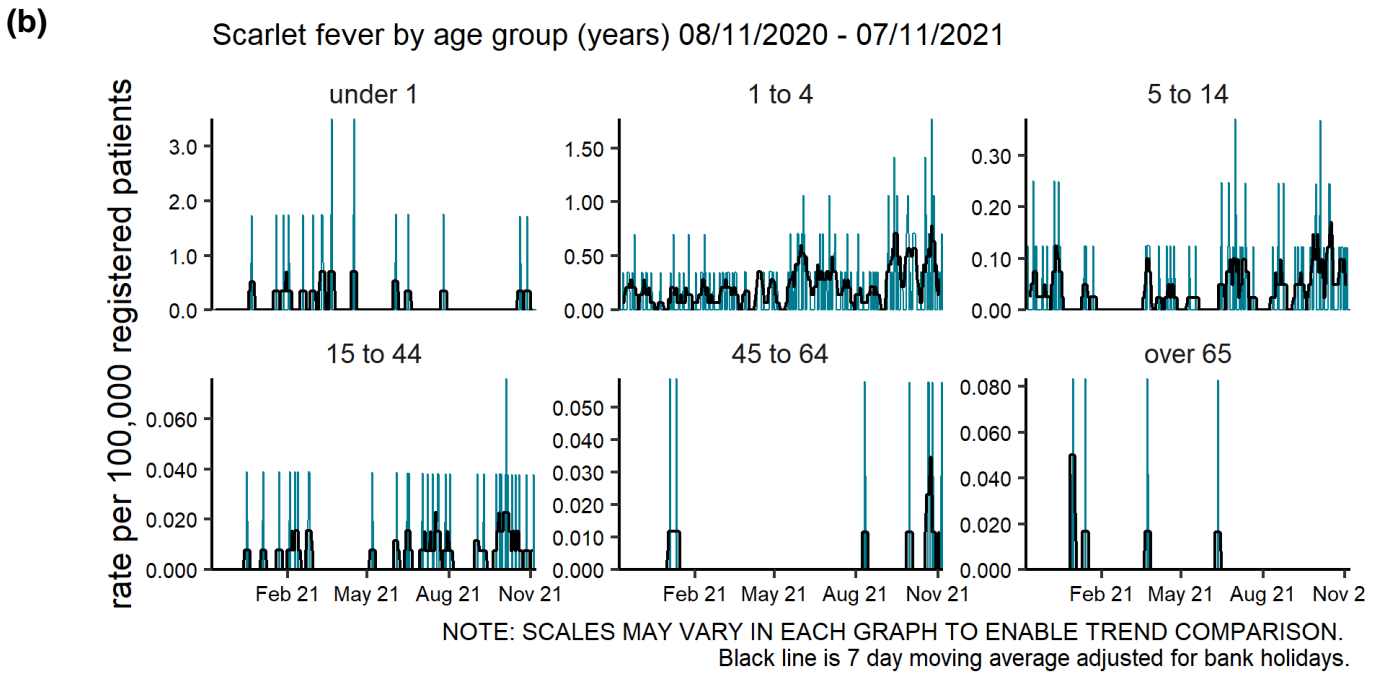 (b)
Scarlet fever by age group (years) 08/11/2020 - 07/11/2021
rate per 100,000 registered patients
under 1
3.0
2.0
1.0
0.0
1 to 4
1.50
1.00
0.50
0.00
5 to 14
0.30
0.20
0.10
0.00
15 to 44
0.060
0.040
0.020
0.000
Feb 21 May 21 Aug 21 Nov 21
45 to 64
0.050
0.040
0.030
0.020
0.010
0.000
Feb 21 May 21 Aug 21 Nov 21
over 65
0.080
0.060
0.040
0.020
0.000
Feb 21 May 21 Aug 21 Nov 2
NOTE: SCALES MAY VARY IN EACH GRAPH TO ENABLE TREND COMPARISON.
Black line is 7 day moving average adjusted for bank holidays.